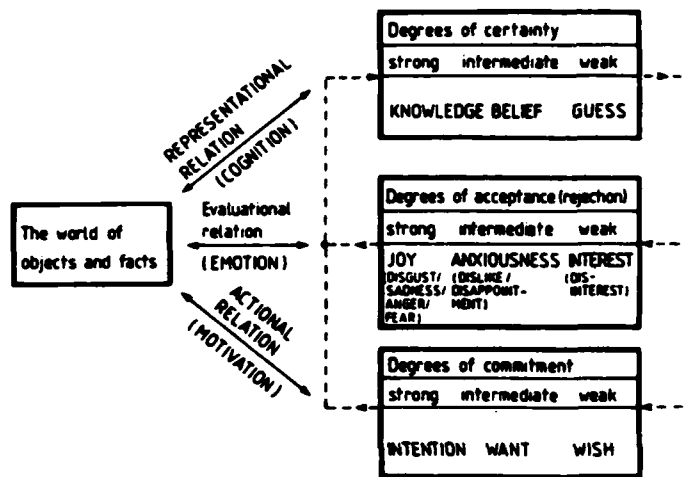 Degrees of certainty
strong intermediate weak
KNOWLEDGE BELIEF GUESS
REPRESENTATIONAL
RELATION
(COGNITION)
The world of
objects and facts
Evaluational
relation
(EMOTION)
Degrees of acceptance (rejection)
strong intermediate weak
JOY ANXIOUSNESS INTEREST
(DISGUST/ (DISLIKE/ (DIS-
SADNESS/ DISAPPOINT- INTEREST)
ANGER/ MENT)
FEAR)
ACTIONAL
RELATION
(MOTIVATION)
Degrees of commitment
strong intermediate weak
INTENTION WANT WISH